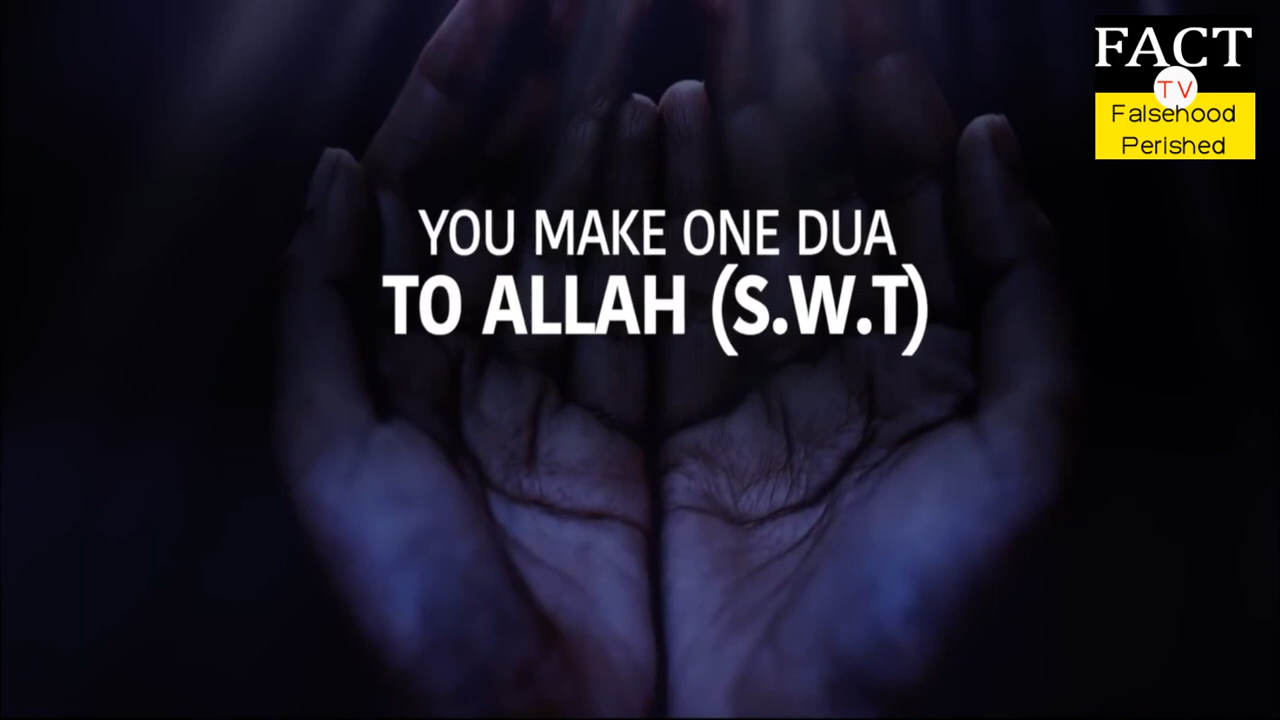 FACT
TV
Falsehood
Perished
YOU MAKE ONE DUA
TO ALLAH (S.W.T)